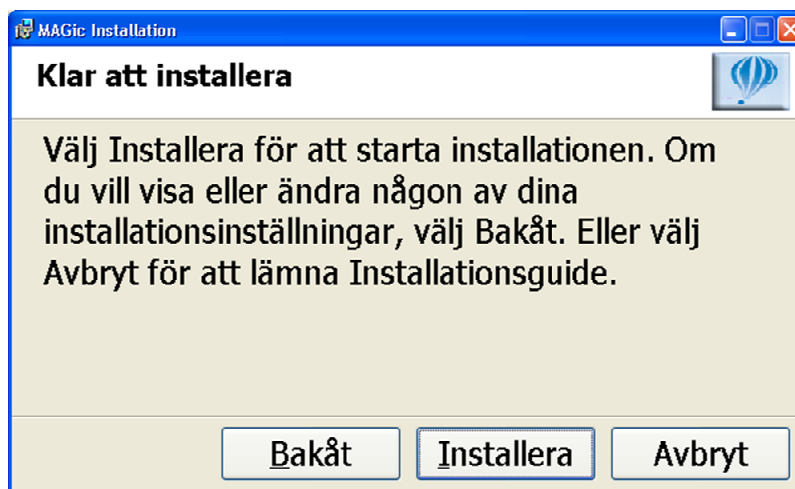 MAGic Installation
Klar att installera
Välj Installera för att starta installationen. Om
du vill visa eller ändra någon av dina
installationsinställningar, välj Bakåt. Eller välj
Avbryt för att lämna Installationsguide.
Bakåt Installera Avbryt